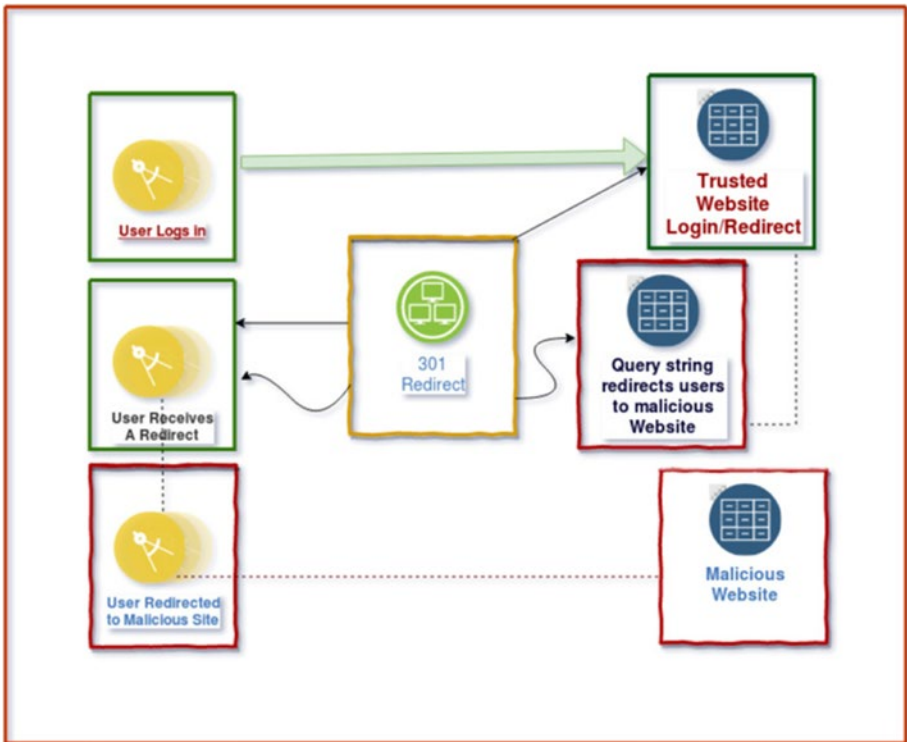 User Logs in
Trusted
Website
Login/Redirect
301
Redirect
Query string
redirects users
to malicious
Website
User Receives
A Redirect
User Redirected
to Malicious Site
Malicious
Website